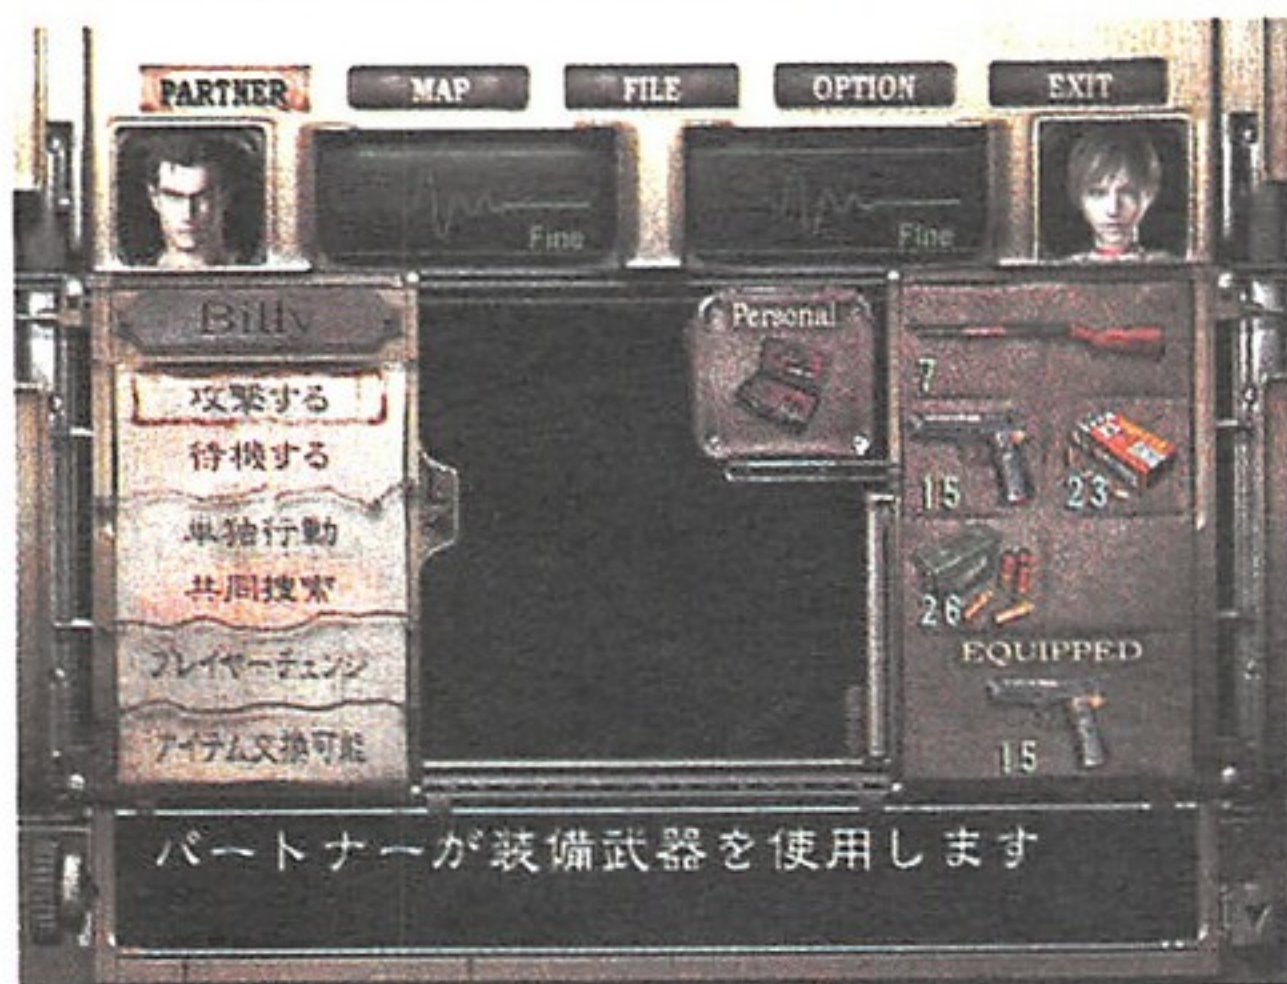 PARTNER MAP FILE OPTION EXIT
Fine Fine
Billy
攻撃する
待機する
単独行動
共同捜索
プレイヤーチェンジ
アイテム交換可能
Personal
7
15 23
26
EQUIPPED
15
パートナーが装備武器を使用します